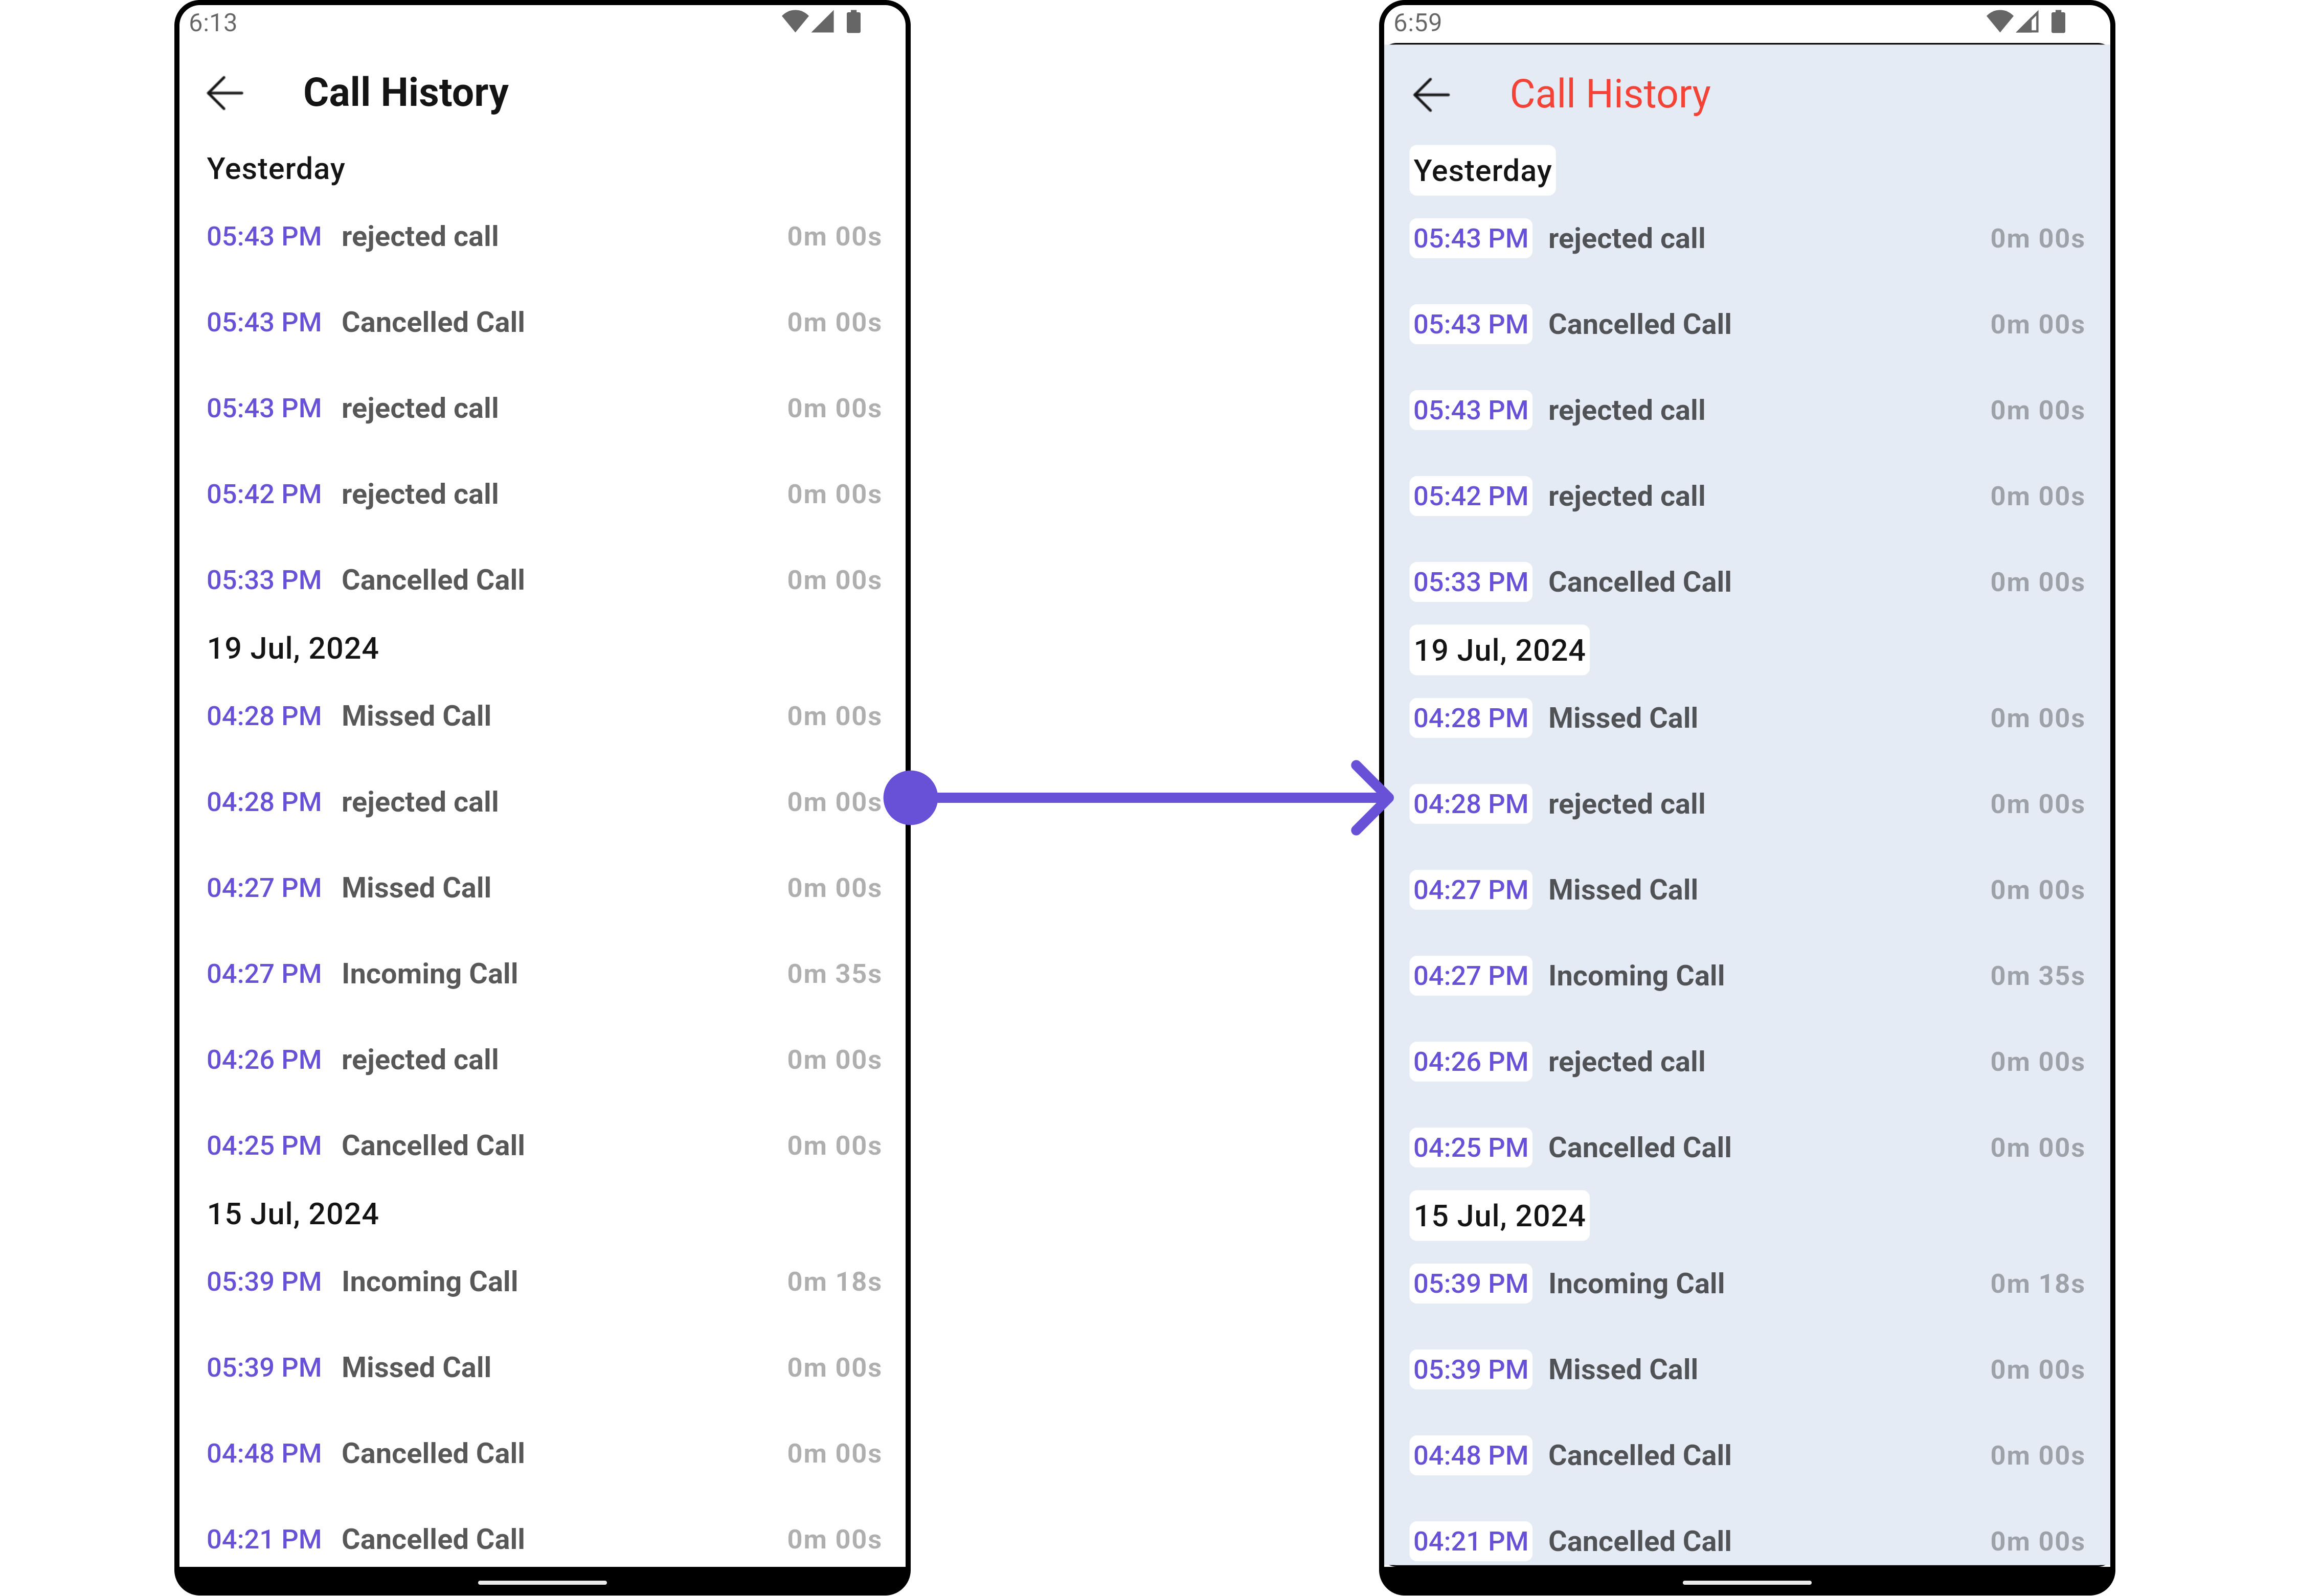 6:13
Call History
Yesterday
05:43 PM rejected call 0m 00s
05:43 PM Cancelled Call 0m 00s
05:43 PM rejected call 0m 00s
05:42 PM rejected call 0m 00s
05:33 PM Cancelled Call 0m 00s
19 Jul, 2024
04:28 PM Missed Call 0m 00s
04:28 PM rejected call 0m 00s
04:27 PM Missed Call 0m 00s
04:27 PM Incoming Call 0m 35s
04:26 PM rejected call 0m 00s
04:25 PM Cancelled Call 0m 00s
15 Jul, 2024
05:39 PM Incoming Call 0m 18s
05:39 PM Missed Call 0m 00s
04:48 PM Cancelled Call 0m 00s
04:21 PM Cancelled Call 0m 00s
6:59
Call History
Yesterday
05:43 PM rejected call 0m 00s
05:43 PM Cancelled Call 0m 00s
05:43 PM rejected call 0m 00s
05:42 PM rejected call 0m 00s
05:33 PM Cancelled Call 0m 00s
19 Jul, 2024
04:28 PM Missed Call 0m 00s
04:28 PM rejected call 0m 00s
04:27 PM Missed Call 0m 00s
04:27 PM Incoming Call 0m 35s
04:26 PM rejected call 0m 00s
04:25 PM Cancelled Call 0m 00s
15 Jul, 2024
05:39 PM Incoming Call 0m 18s
05:39 PM Missed Call 0m 00s
04:48 PM Cancelled Call 0m 00s
04:21 PM Cancelled Call 0m 00s